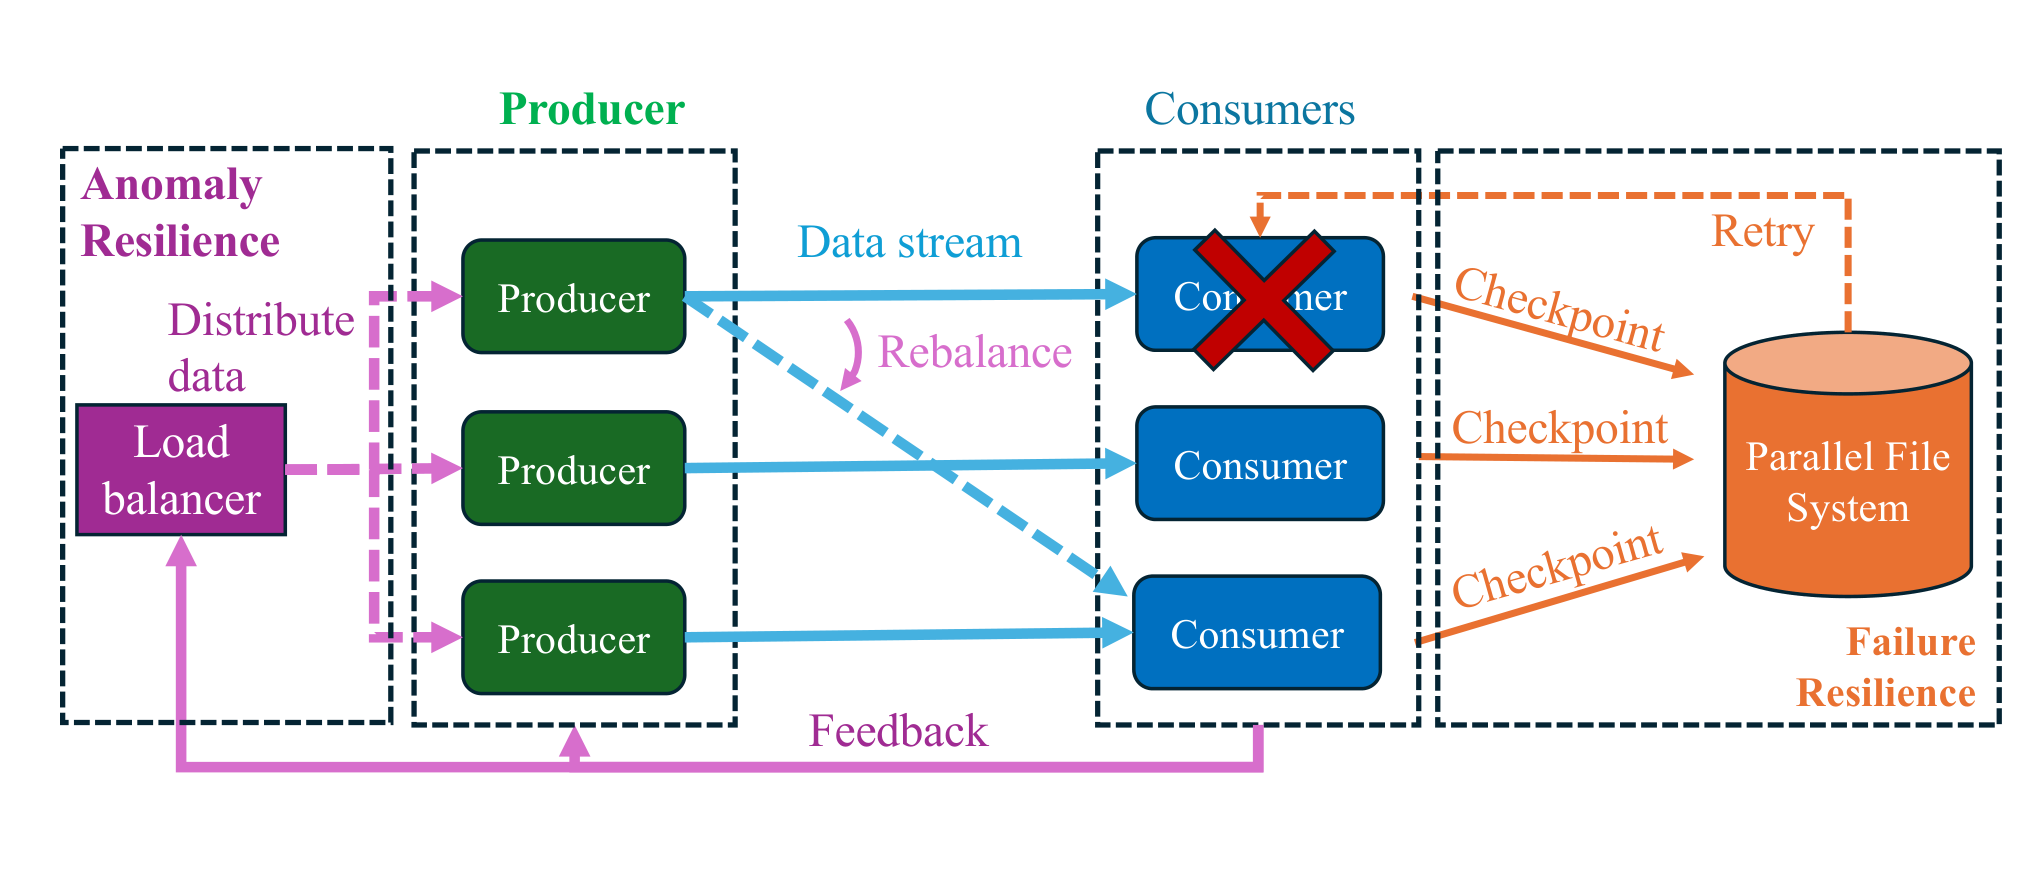 Producer
Consumers
Anomaly
Resilience
Distribute
data
Load
balancer
Producer
Producer
Producer
Data stream
Rebalance
Feedback
Consumer
Consumer
Retry
Checkpoint
Checkpoint
Checkpoint
Parallel File
System
Failure
Resilience